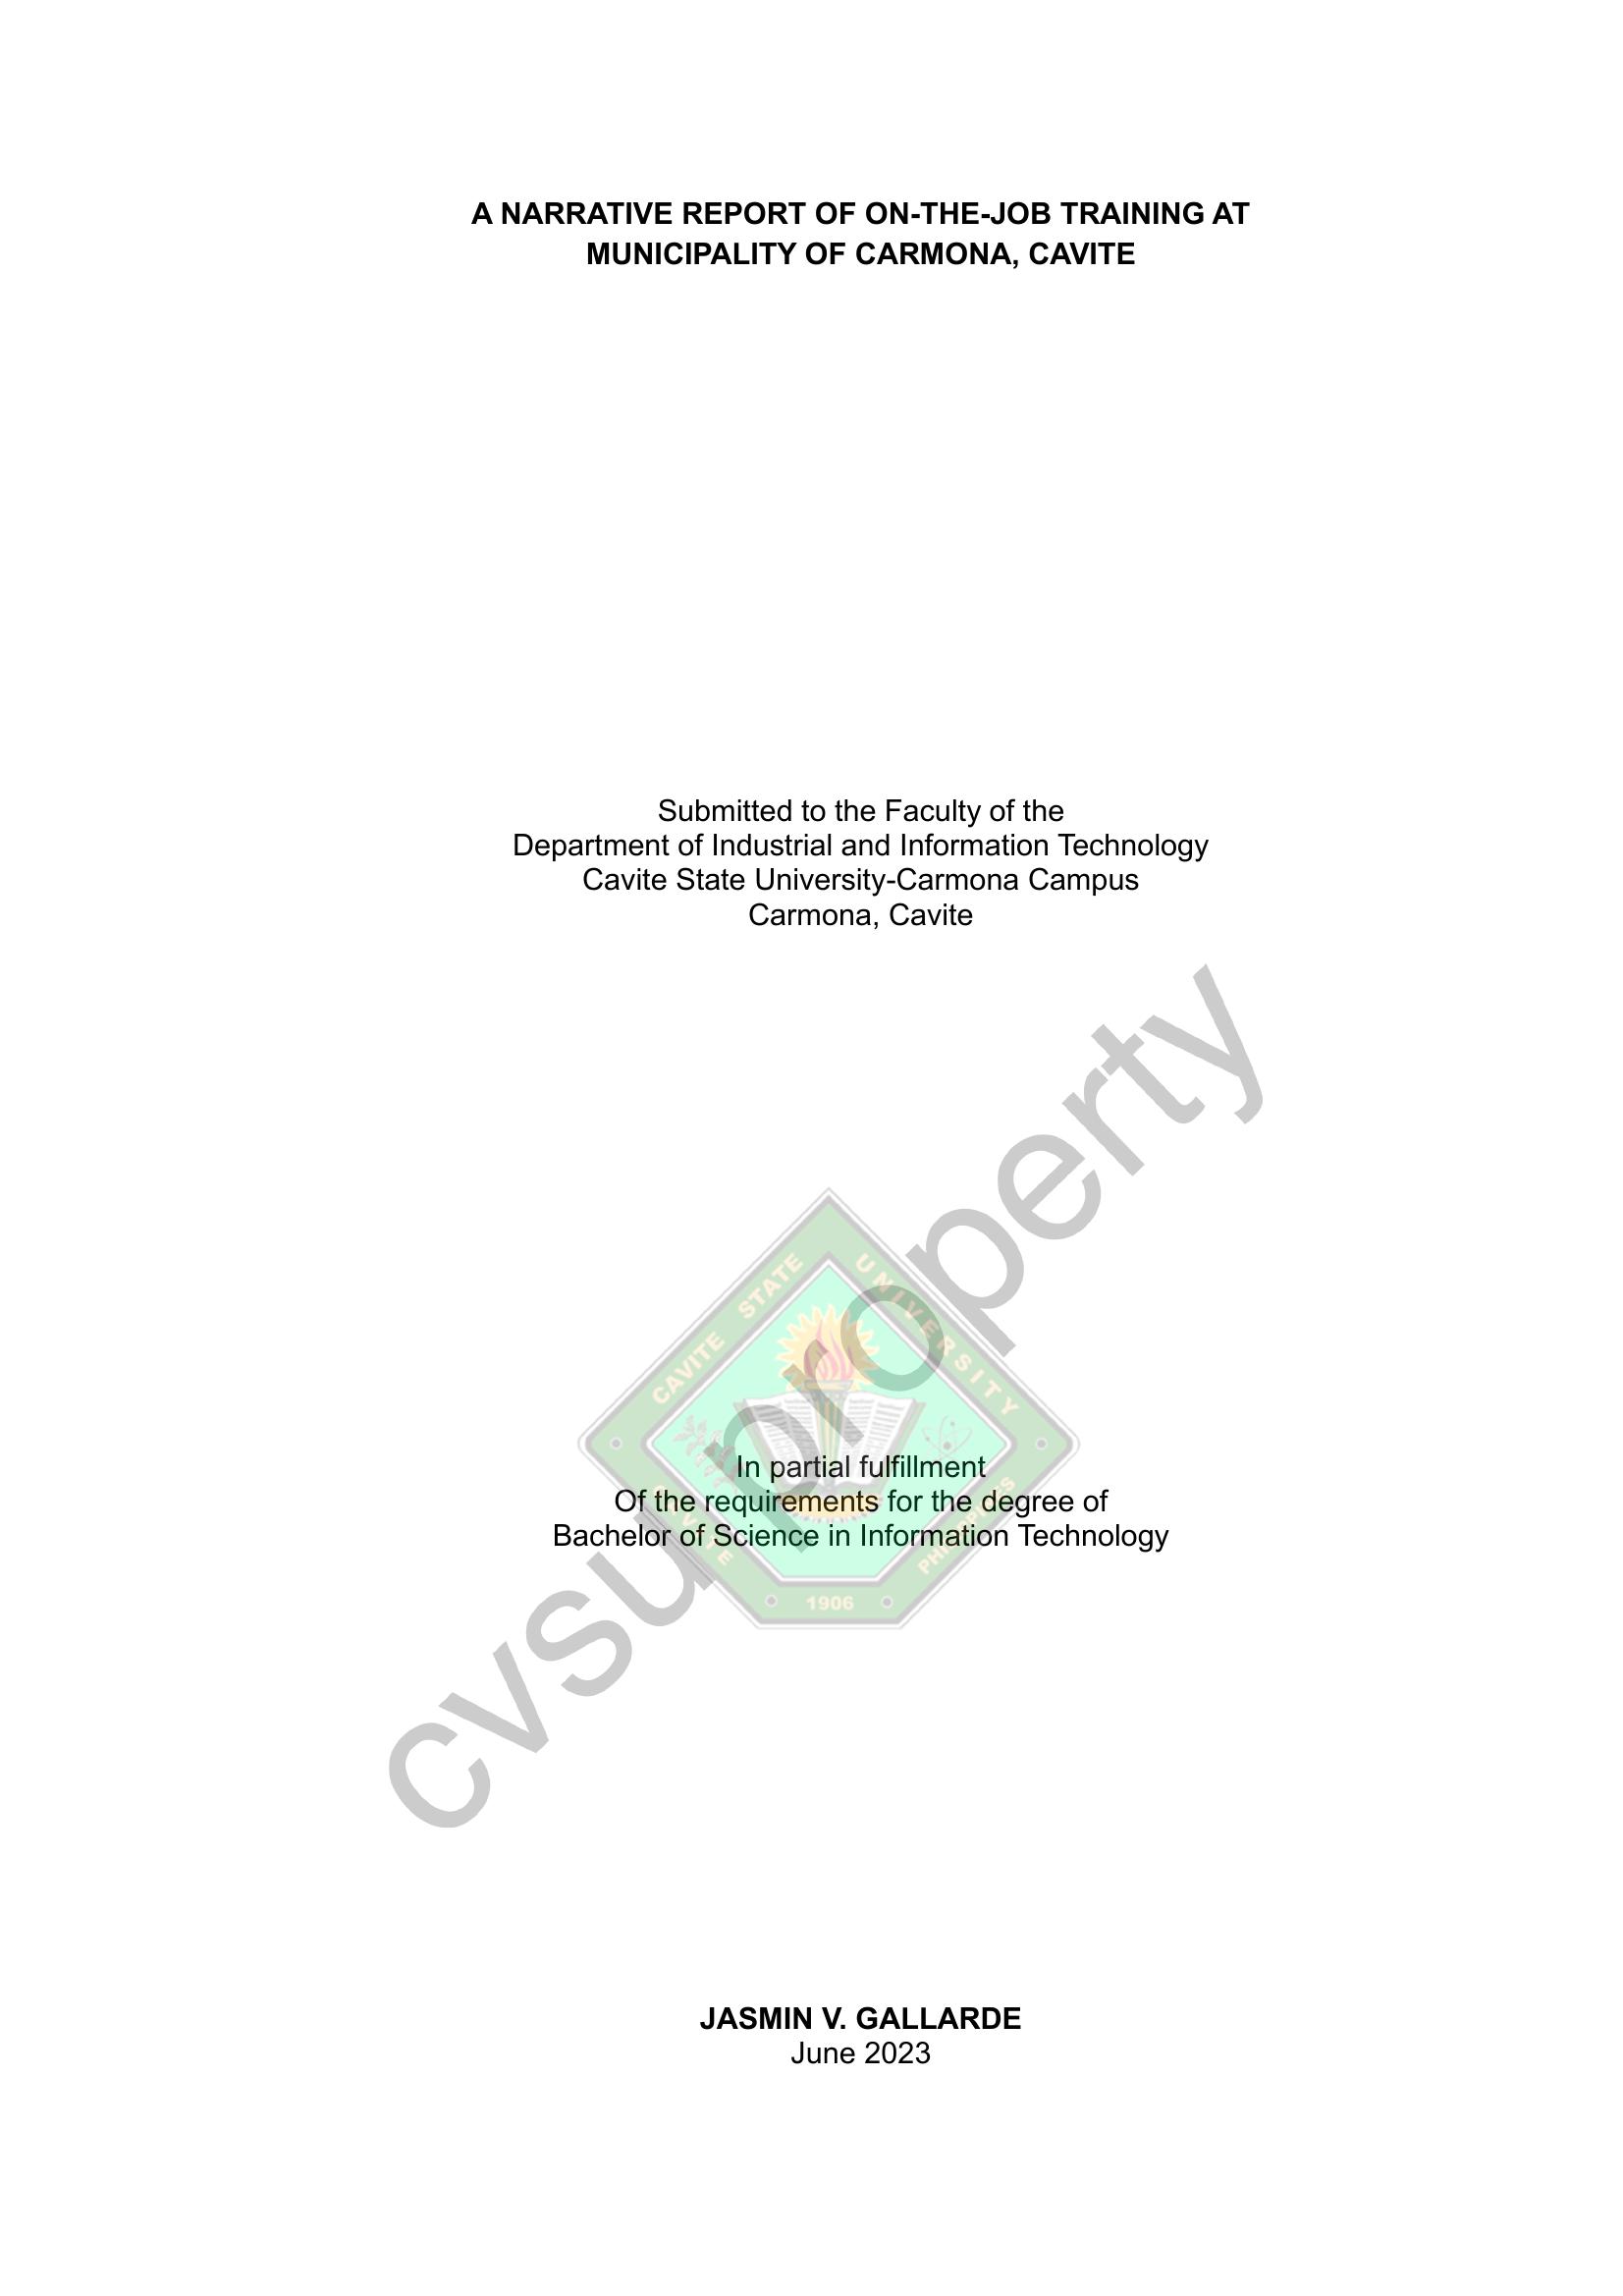 A NARRATIVE REPORT OF ON-THE-JOB TRAINING AT
MUNICIPALITY OF CARMONA, CAVITE
Submitted to the Faculty of the
Department of Industrial and Information Technology
Cavite State University-Carmona Campus
Carmona, Cavite
cvsu property
CAVITE STATE UNIVERSITY
CAVITE
PHILIPPINES
1906
In partial fulfillment
Of the requirements for the degree of
Bachelor of Science in Information Technology
JASMIN V. GALLARDE
June 2023